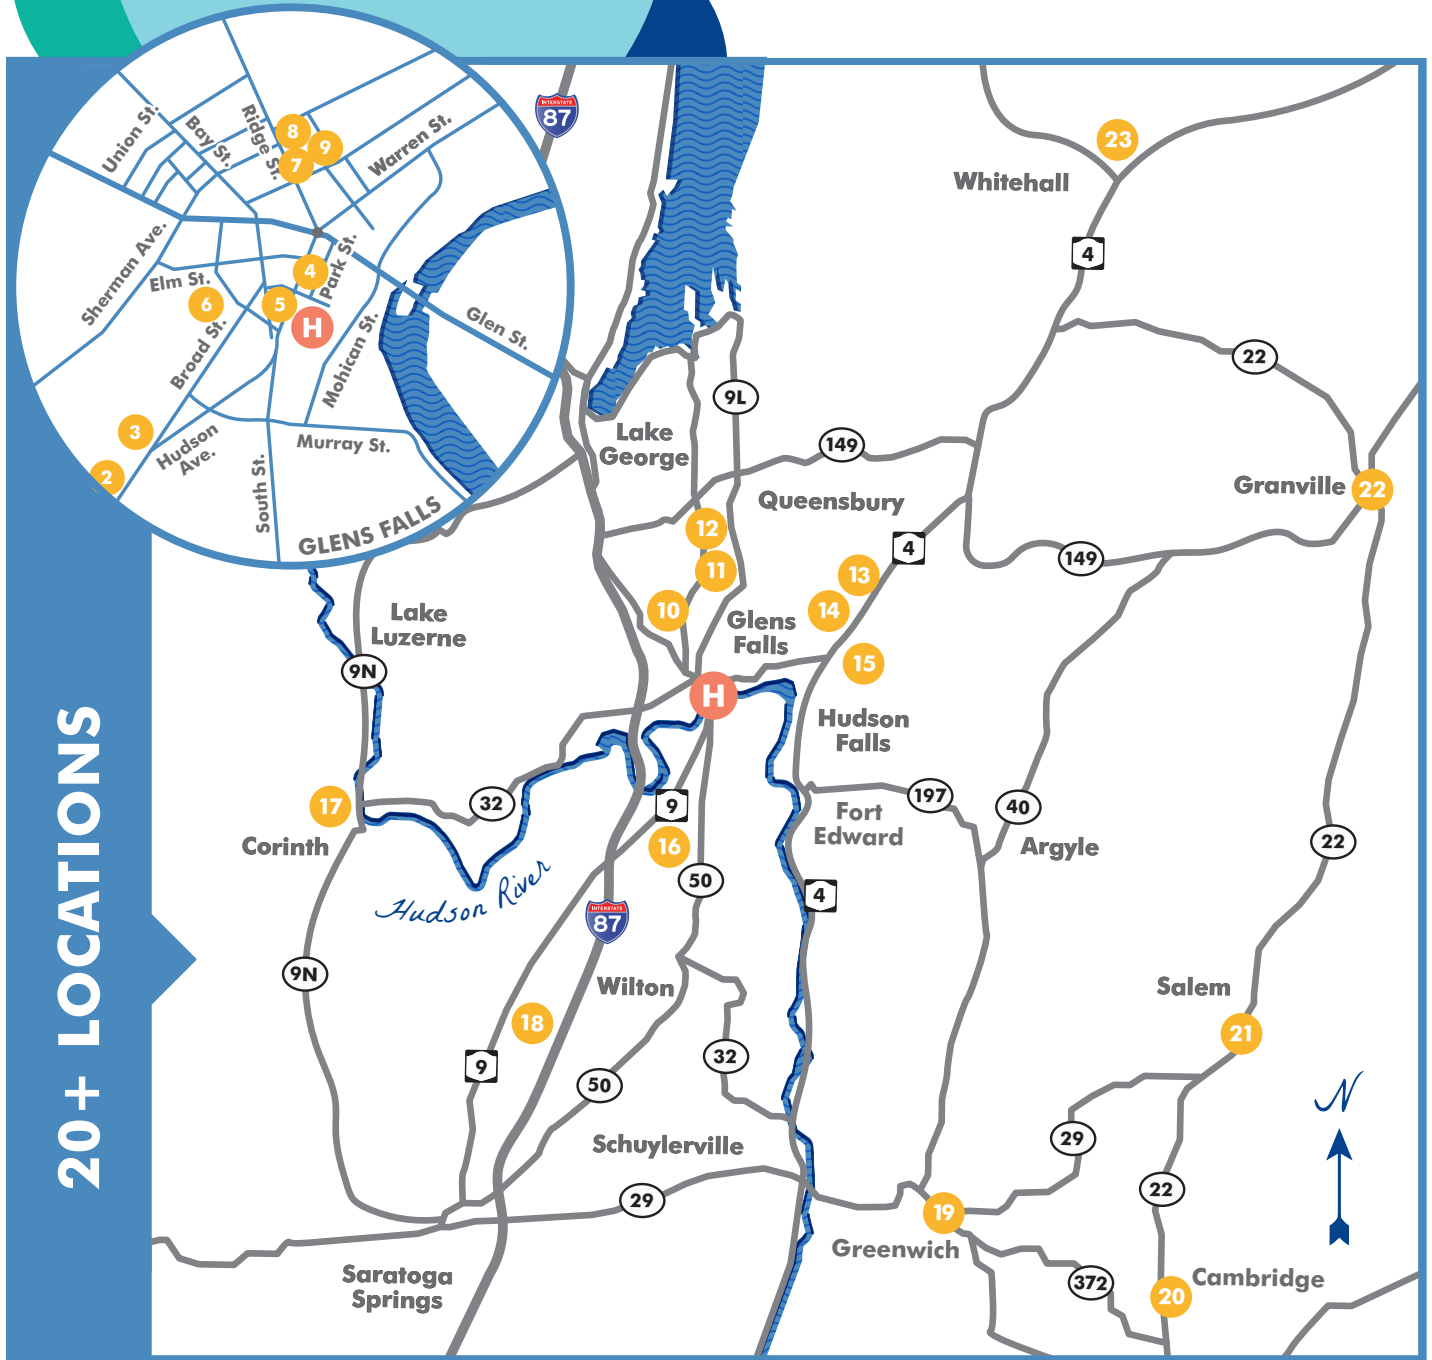 20+ LOCATIONS
Union St.
Bay St.
Ridge St.
8
9
7
Warren St.
Sherman Ave.
Elm St.
6
5
4
Park St.
H
Broad St.
Mohican St.
Glen St.
3
2
Hudson
Ave.
South St.
Murray St.
GLENS FALLS
INTERSTATE
87
23
Whitehall
4
22
9L
Lake
George
149
Queensbury
Granville
22
12
11
10
4
149
13
14
15
Lake
Luzerne
9N
Glens
Falls
H
Hudson
Falls
17
32
9
Corinth
16
Fort
Edward
197
40
Argyle
22
50
4
Hudson River
INTERSTATE
87
9N
Wilton
Salem
18
21
9
50
32
N
Schuylerville
29
29
22
19
Greenwich
372
Cambridge
20
Saratoga
Springs